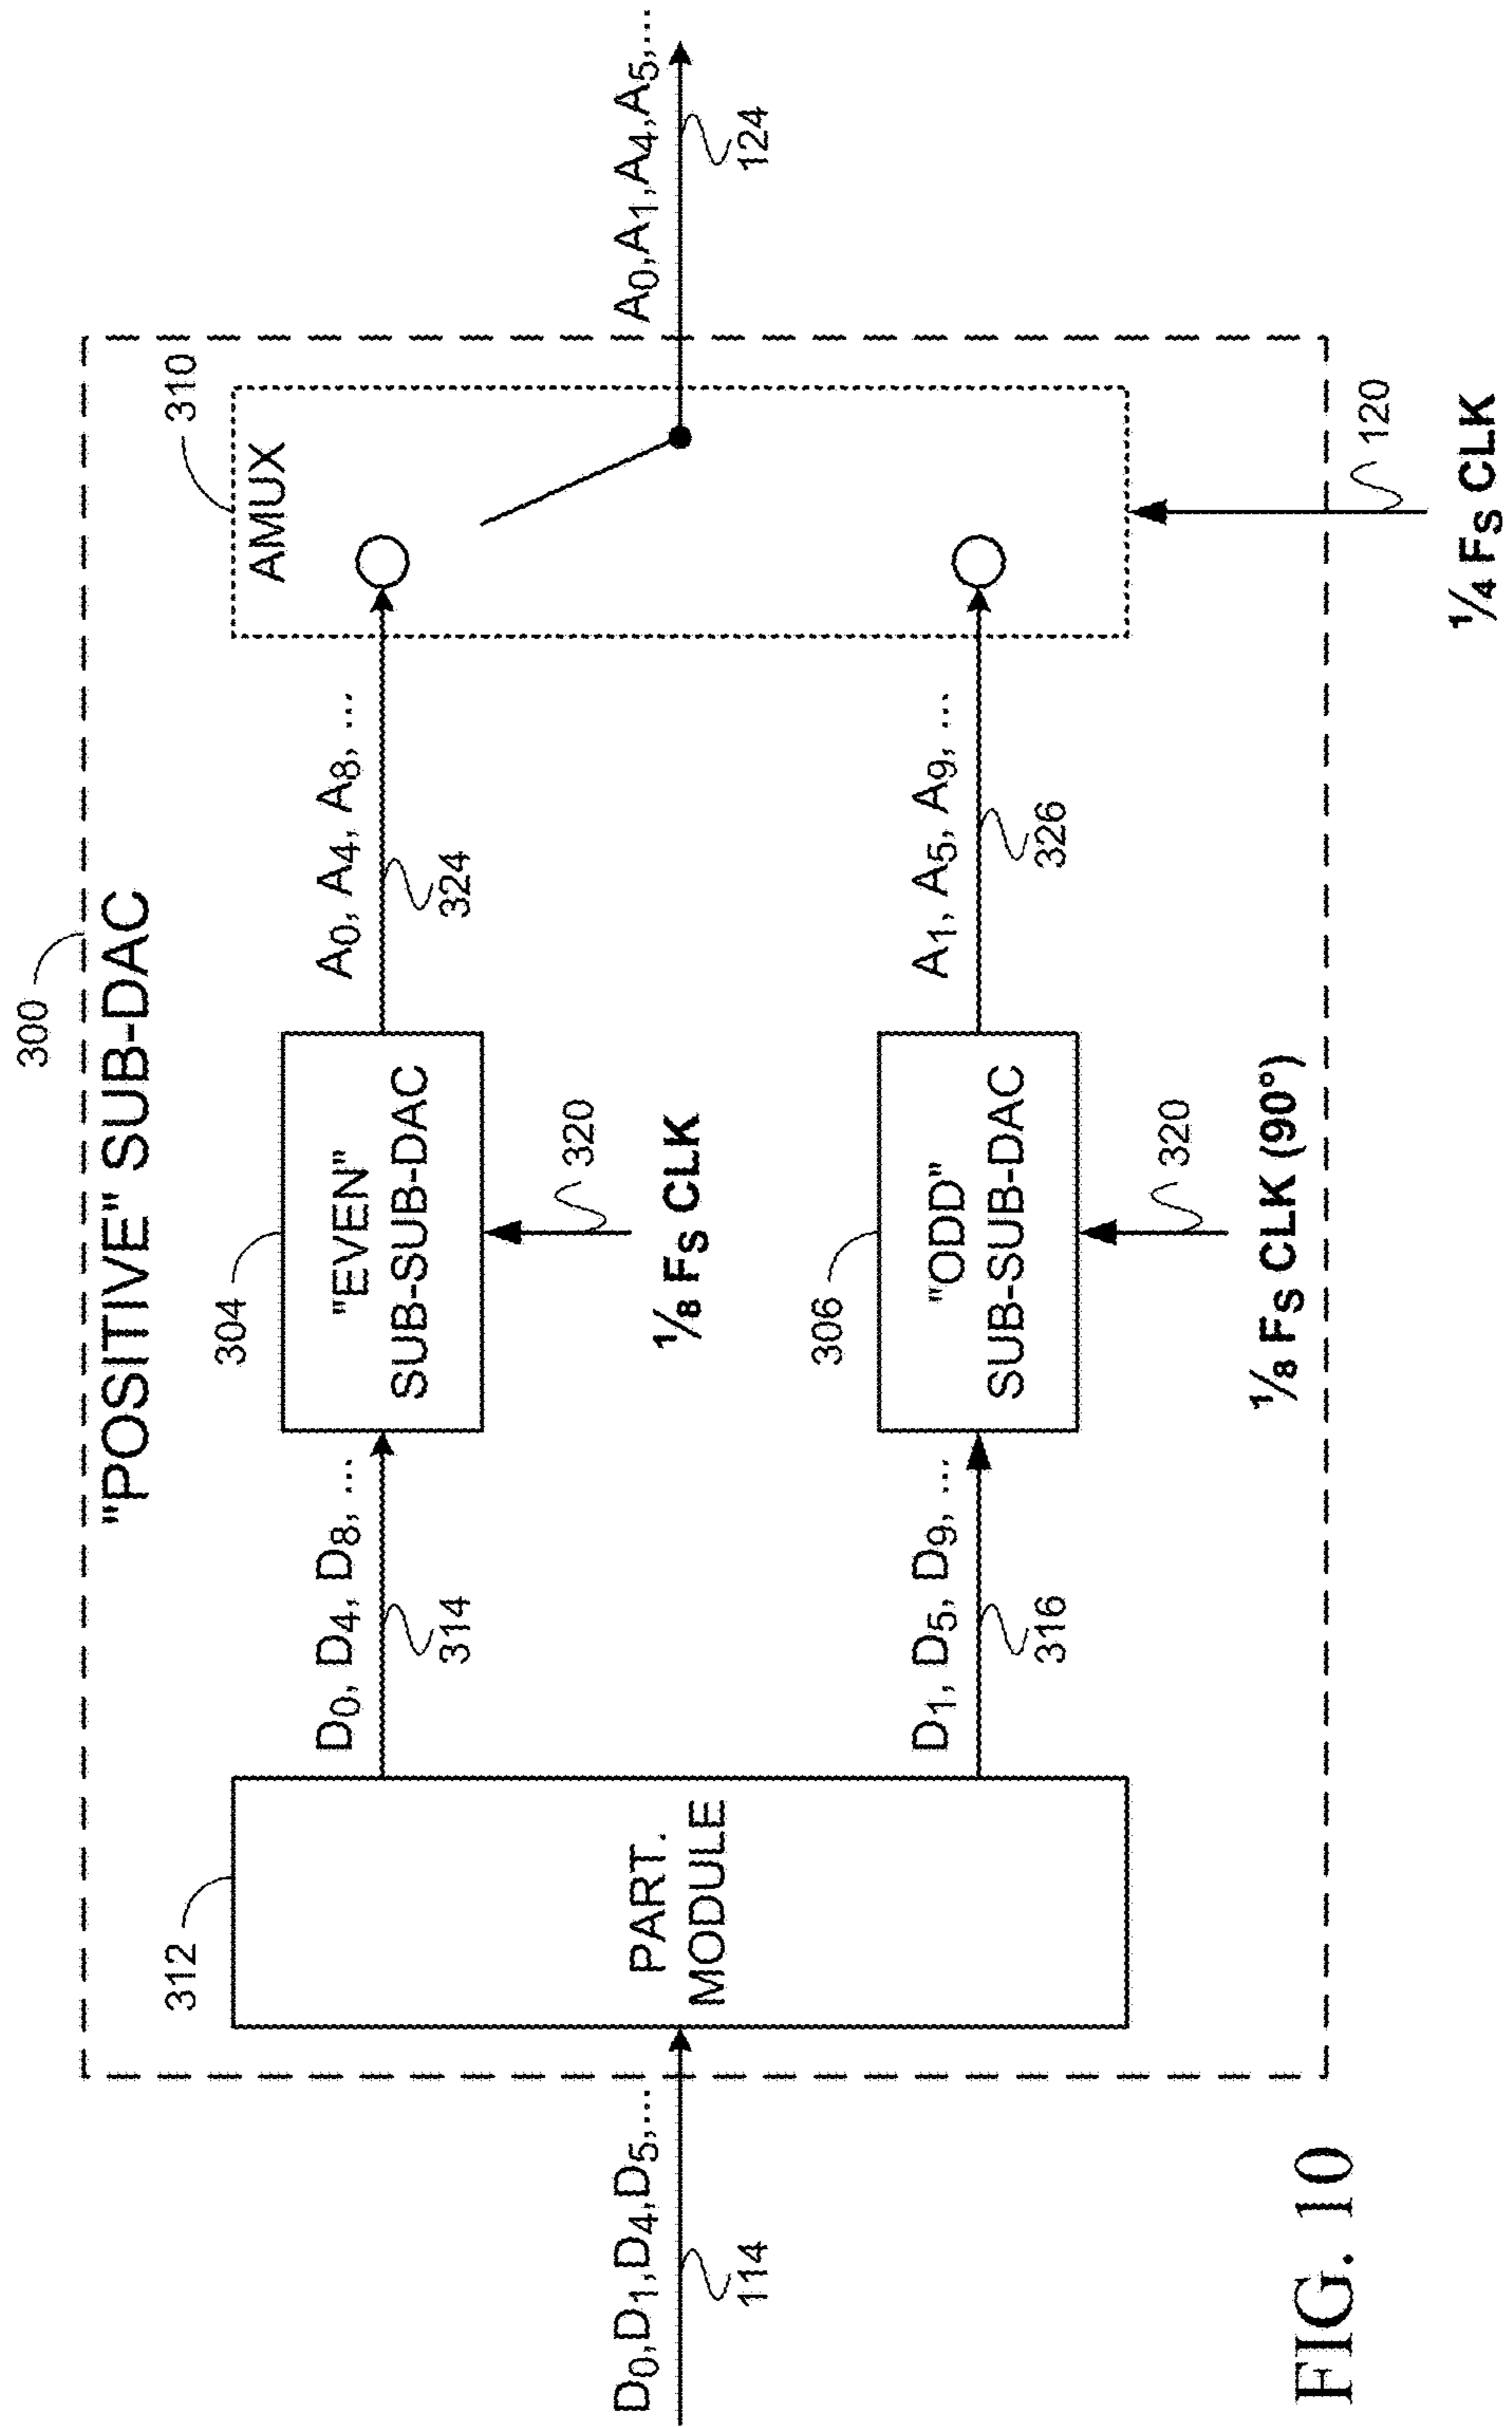 300
"POSITIVE" SUB-DAC
312
PART.
MODULE
D0,D1,D4,D5,...
114
D0, D4, D8, ...
314
D1, D5, D9, ...
316
304
"EVEN"
SUB-SUB-DAC
320
⅛ FS CLK
306
"ODD"
SUB-SUB-DAC
320
⅛ FS CLK (90°)
A0, A4, A8, ...
324
A1, A5, A9, ...
326
310
AMUX
120
¼ FS CLK
A0,A1,A4,A5,...
124
FIG. 10